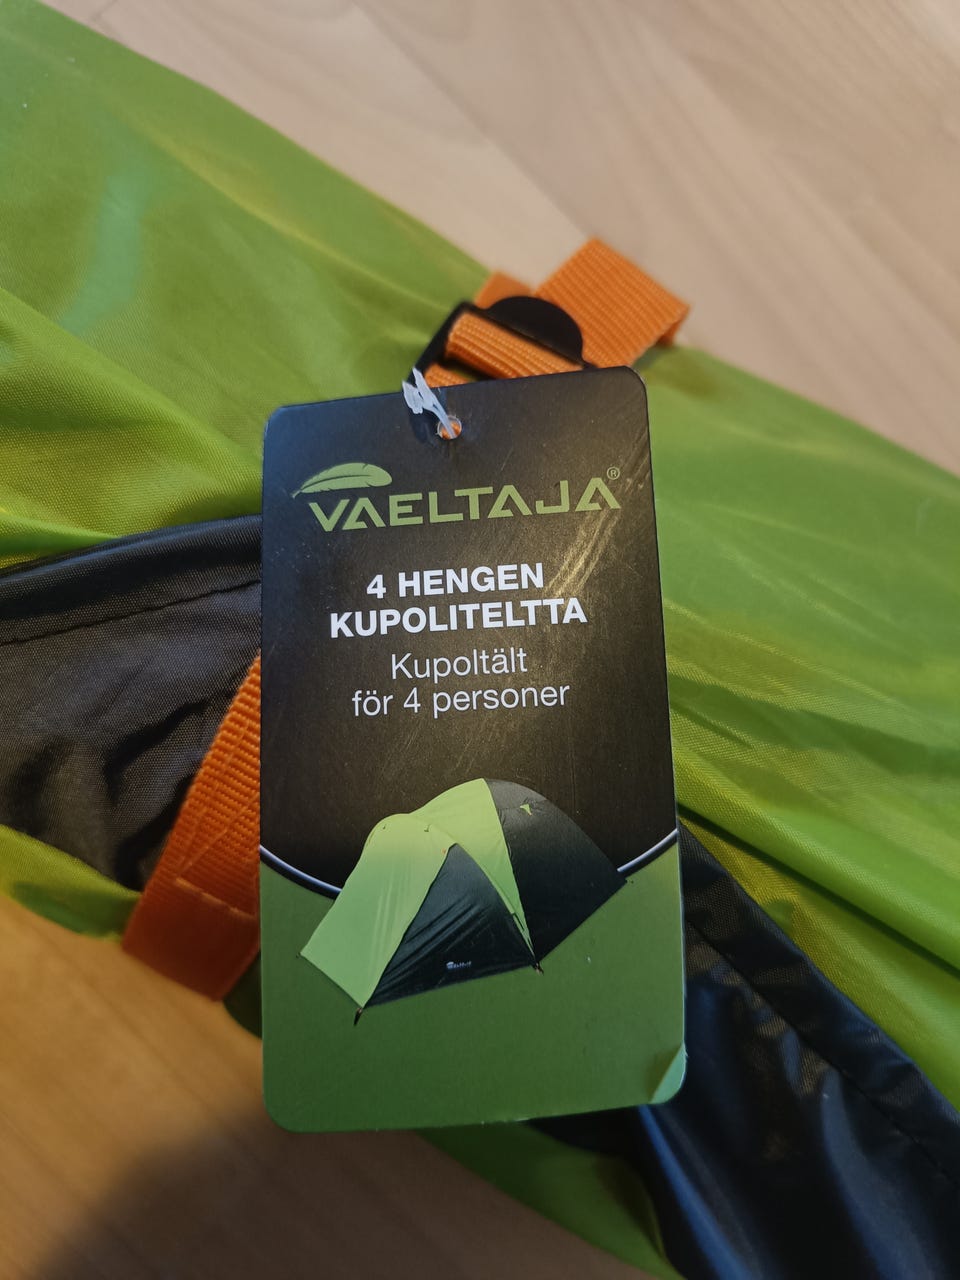 VAELTAJA®
4 HENGEN
KUPOLITELTTA
Kupoltält
för 4 personer